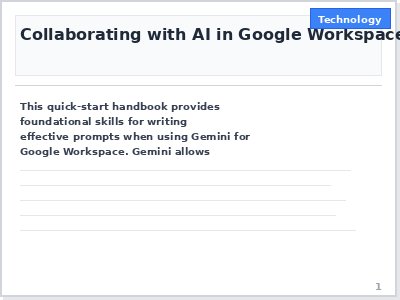 Technology
Collaborating with AI in Google Workspace
This quick-start handbook provides
foundational skills for writing
effective prompts when using Gemini for
Google Workspace. Gemini allows
1